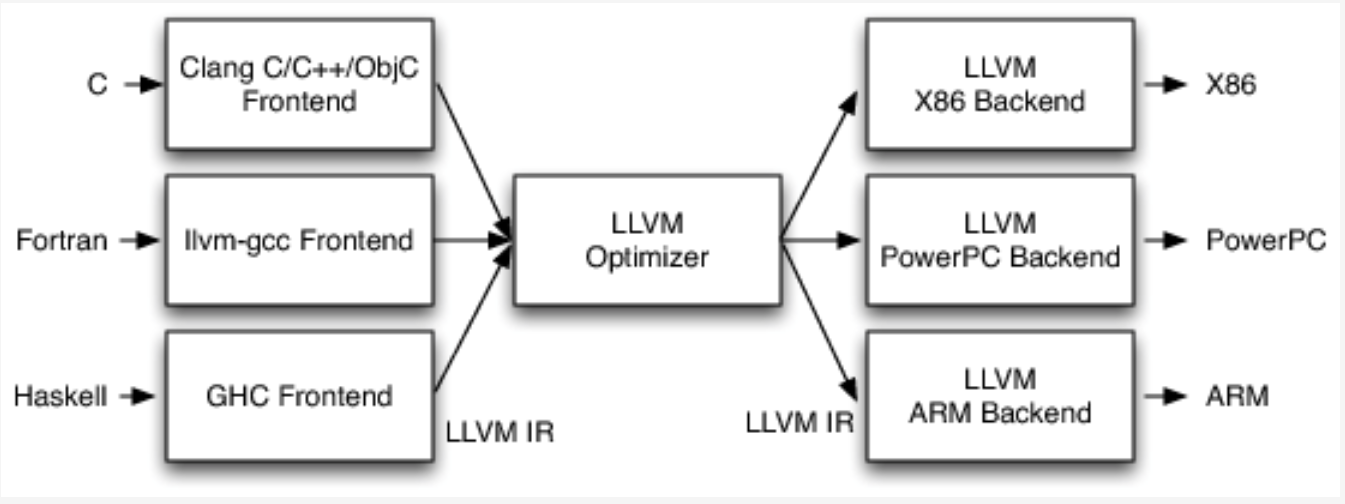 C
Clang C/C++/ObjC
Frontend
Fortran
llvm-gcc Frontend
Haskell
GHC Frontend
LLVM IR
LLVM
Optimizer
LLVM IR
LLVM
X86 Backend
X86
LLVM
PowerPC Backend
PowerPC
LLVM
ARM Backend
ARM